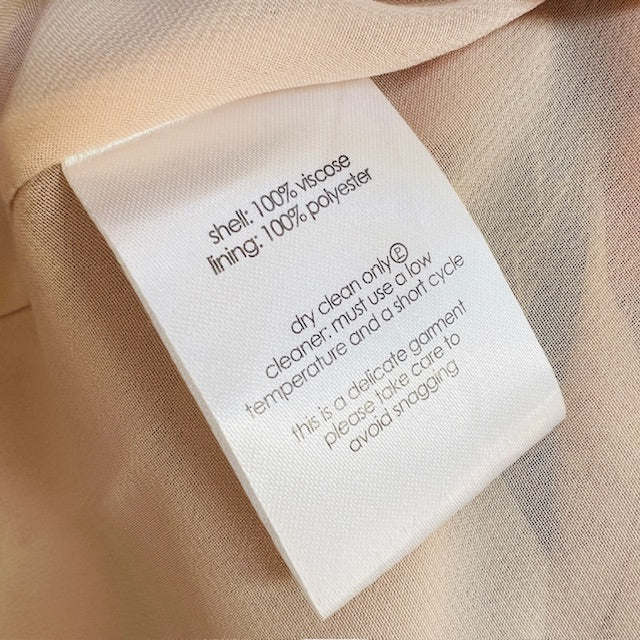 shell: 100% viscose
lining: 100% polyester
dry clean only Ⓟ
cleaner: must use a low
temperature and a short cycle
this is a delicate garment
please take care to
avoid snagging